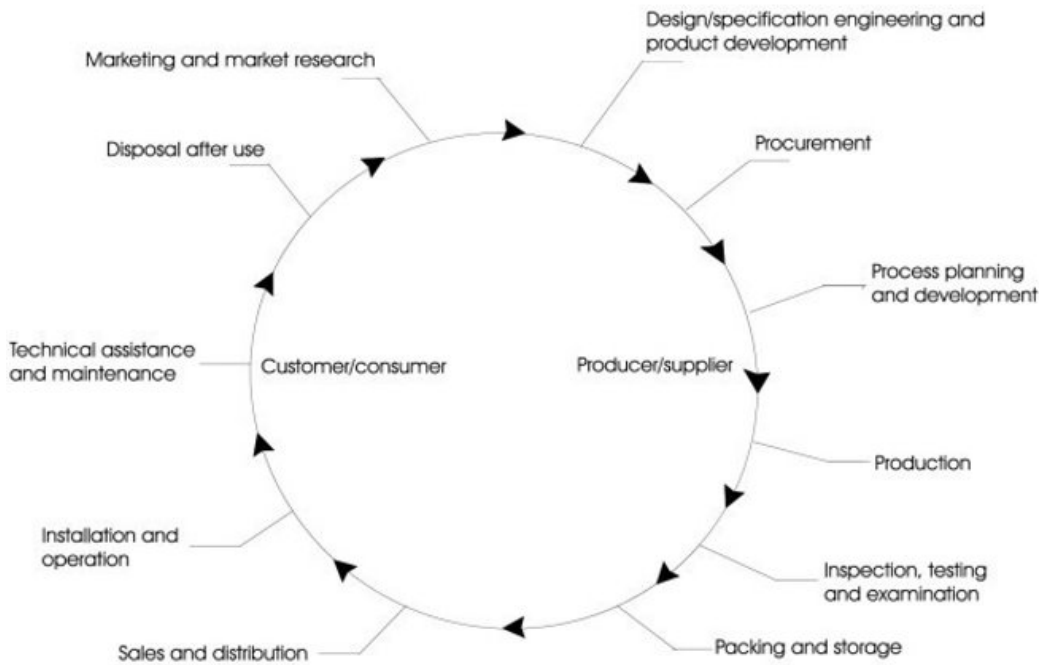 Design/specification engineering and
product development
Marketing and market research
Procurement
Disposal after use
Process planning
and development
Technical assistance
and maintenance
Customer/consumer
Producer/supplier
Production
Installation and
operation
Inspection, testing
and examination
Packing and storage
Sales and distribution